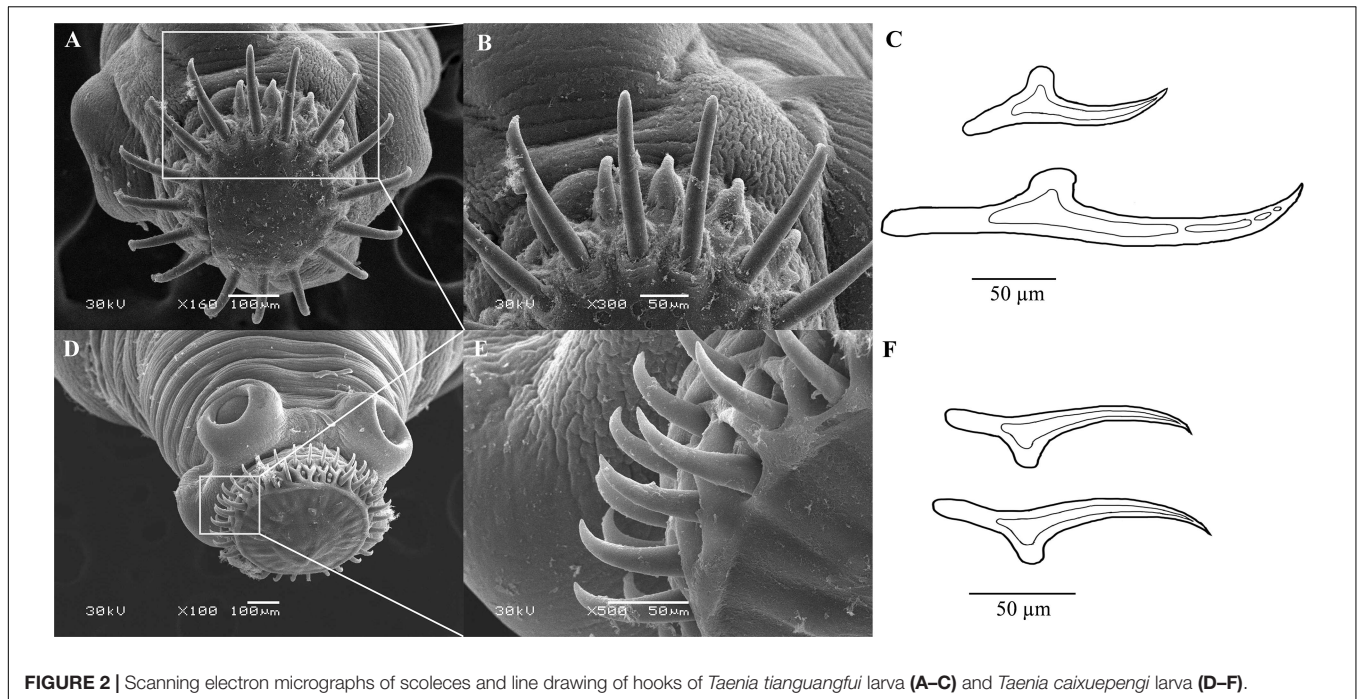 A
30kV X160 100µm
B
30kV X300 50µm
C
50 µm
D
30kV X100 100µm
E
30kV X500 50µm
F
50 µm
FIGURE 2 | Scanning electron micrographs of scoleces and line drawing of hooks of Taenia tianguangfui larva (A–C) and Taenia caixuepengi larva (D–F).